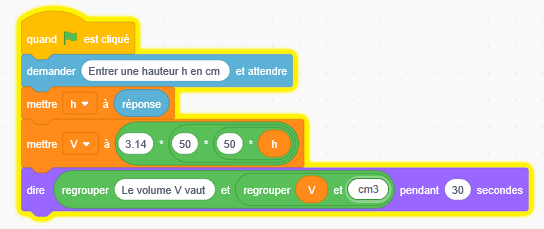 quand est cliqué
demander Entrer une hauteur h en cm et attendre
mettre h à réponse
mettre V à 3.14 * 50 * 50 * h
dire regrouper Le volume V vaut et regrouper V et cm3 pendant 30 secondes